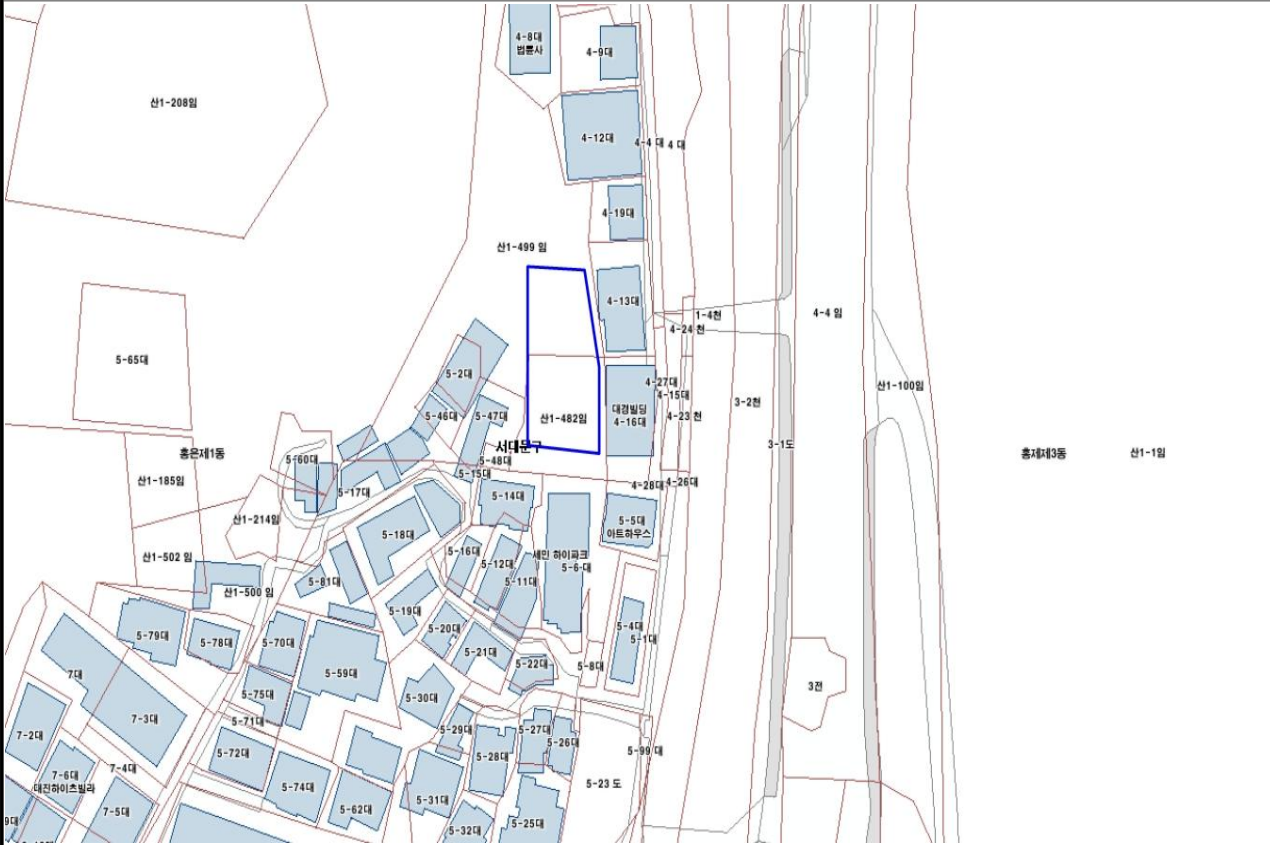 4-8대
법륜사
4-9대
산1-208임
4-12대
4-4 대
4 대
4-19대
산1-499 임
4-13대
1-4천
4-24 천
4-4 임
5-65대
5-2대
4-27대
4-15대
산1-100임
3-2천
대경빌딩
4-16대
4-23 천
5-46대
5-47대
산1-482임
3-1도
서대문구
홍은제1동
홍제제3동
산1-1임
5-60대
5-48대
5-15대
산1-185임
5-17대
4-28대
4-26대
5-14대
산1-214임
5-5대
아트하우스
5-18대
산1-502 임
5-16대
세인 하이파크
5-6 대
5-12대
5-81대
5-11대
산1-500 임
5-19대
5-79대
5-78대
5-70대
5-20대
5-4대
5-1대
5-21대
5-59대
5-22대
5-8대
7대
3전
5-75대
5-30대
7-3대
5-71대
7-2대
5-29대
5-27대
5-26대
5-72대
5-28대
5-99 대
7-6대
7-4대
대진하이츠빌라
5-23 도
5-74대
5-31대
5-62대
7-5대
9대
5-32대
5-25대